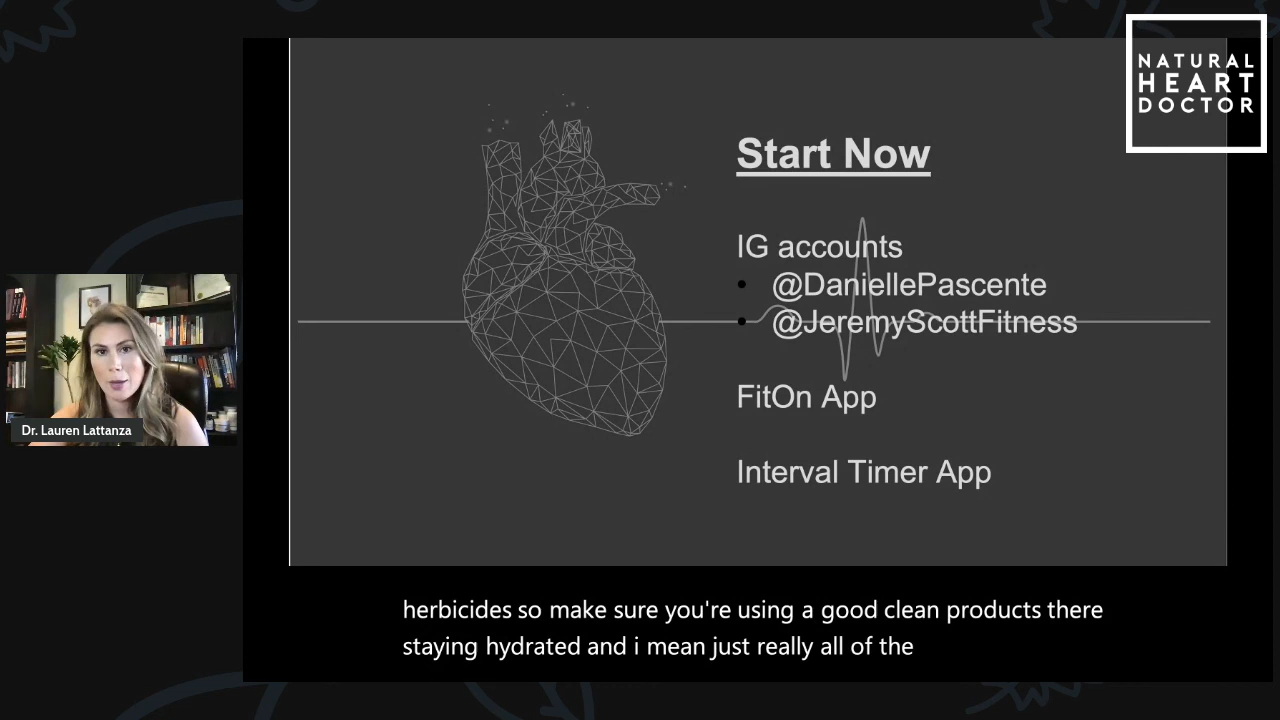 NATURAL
HEART
DOCTOR
Start Now
IG accounts
• @DaniellePascente
• @JeremyScottFitness
FitOn App
Interval Timer App
Dr. Lauren Lattanza
herbicides so make sure you're using a good clean products there
staying hydrated and i mean just really all of the